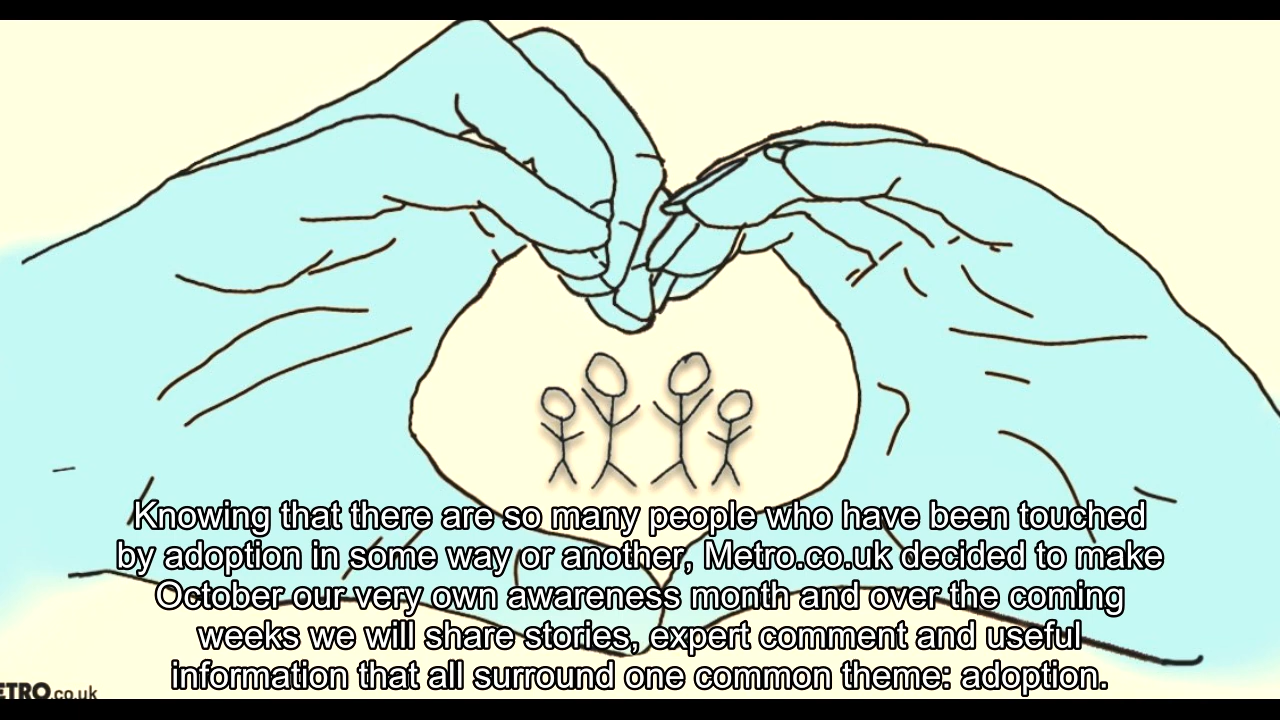 Knowing that there are so many people who have been touched
by adoption in some way or another, Metro.co.uk decided to make
October our very own awareness month and over the coming
weeks we will share stories, expert comment and useful
information that all surround one common theme: adoption.
ETRO.co.uk